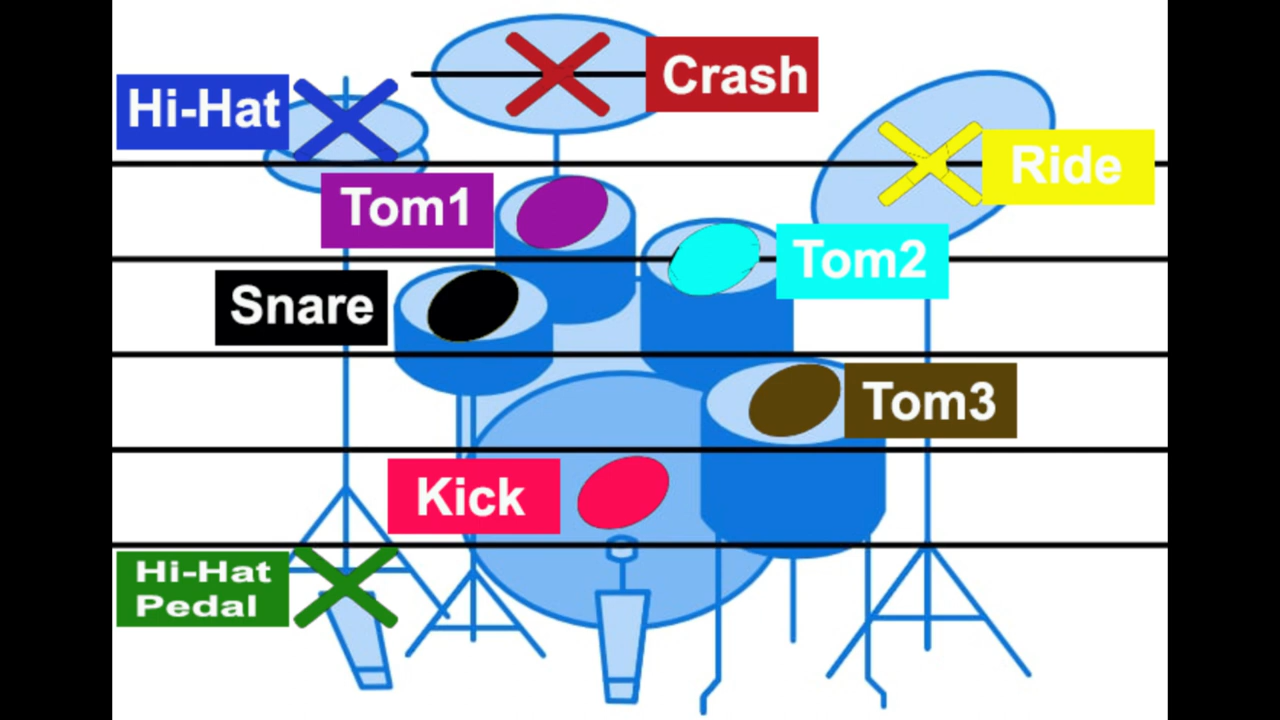 Crash
Hi-Hat
Ride
Tom1
Tom2
Snare
Tom3
Kick
Hi-Hat
Pedal